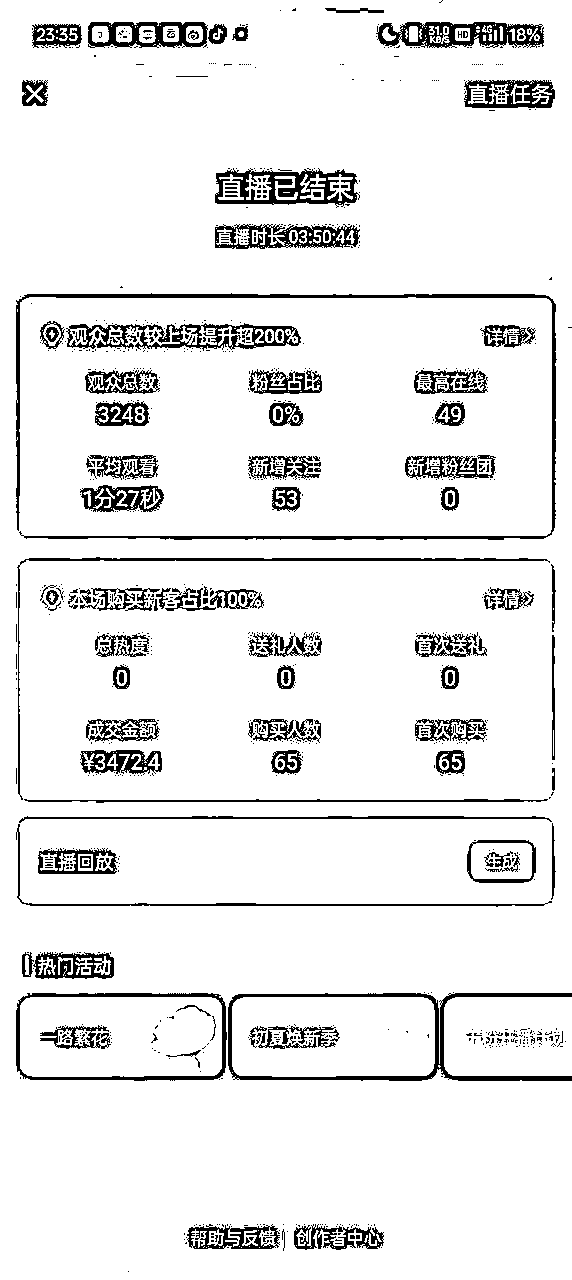 23:35 51.0 KB/s HD 5G 18%
直播任务
直播已结束
直播时长 03:50:44
观众总数较上场提升超200% 详情>
观众总数 粉丝占比 最高在线
3248 0% 49
平均观看 新增关注 新增粉丝团
1分27秒 53 0
本场购买新客占比100% 详情>
总热度 送礼人数 首次送礼
0 0 0
成交金额 购买人数 首次购买
¥3472.4 65 65
直播回放 生成
热门活动
一路繁花 初夏焕新季
帮助与反馈 | 创作者中心